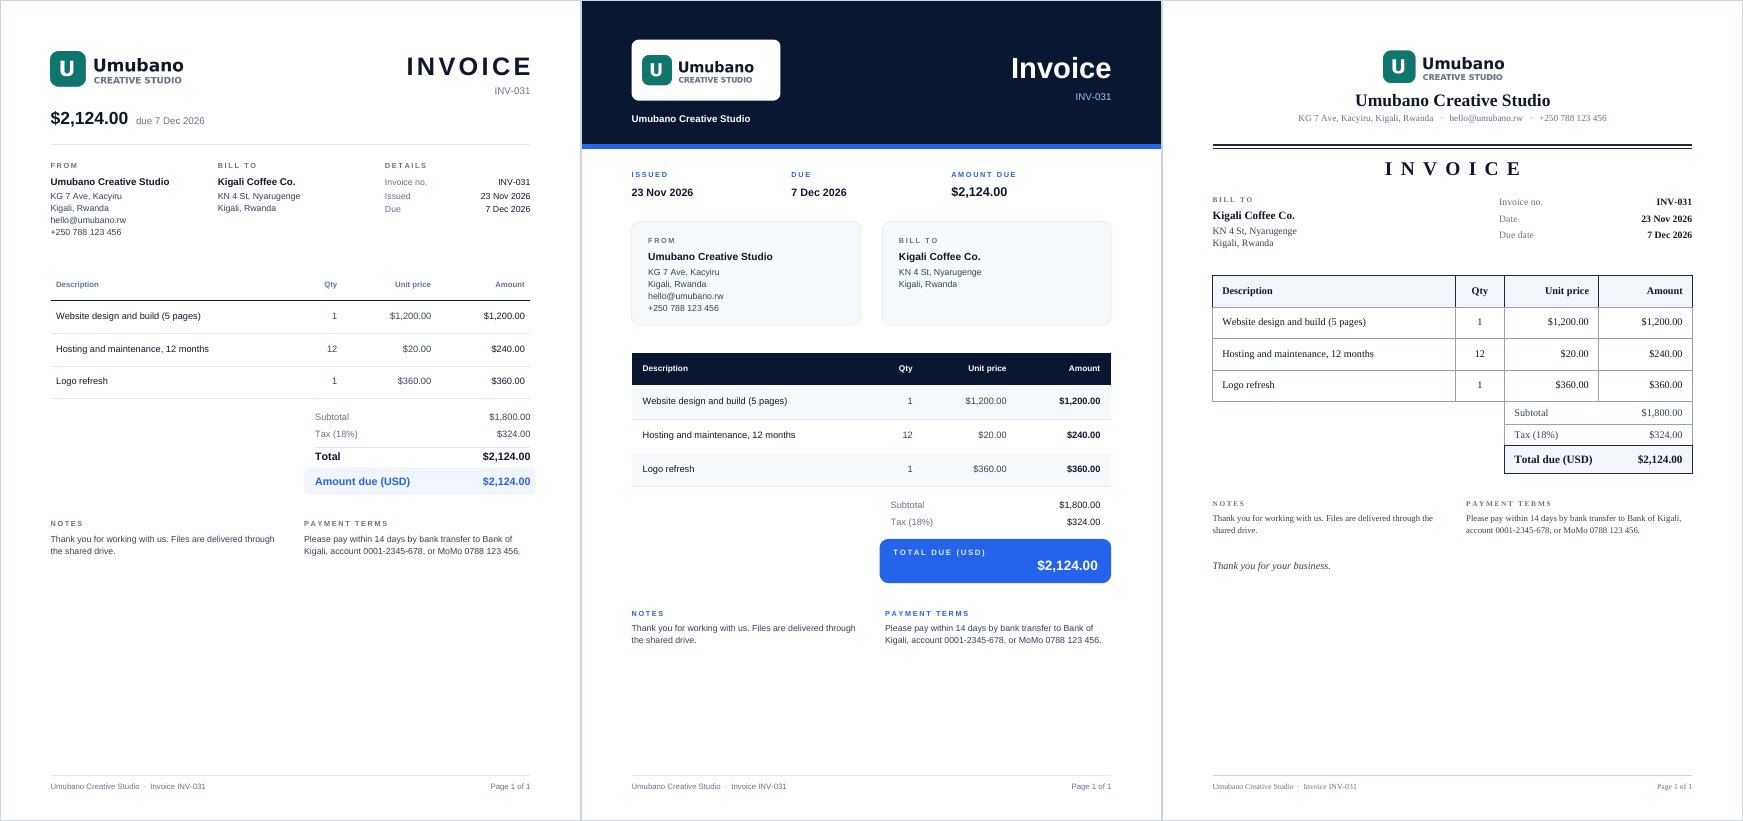 U Umubano
CREATIVE STUDIO
INVOICE
INV-031
$2,124.00 due 7 Dec 2026
FROM
Umubano Creative Studio
KG 7 Ave, Kacyiru
Kigali, Rwanda
hello@umubano.rw
+250 788 123 456
BILL TO
Kigali Coffee Co.
KN 4 St, Nyarugenge
Kigali, Rwanda
DETAILS
Invoice no. INV-031
Issued 23 Nov 2026
Due 7 Dec 2026
Description Qty Unit price Amount
Website design and build (5 pages) 1 $1,200.00 $1,200.00
Hosting and maintenance, 12 months 12 $20.00 $240.00
Logo refresh 1 $360.00 $360.00
Subtotal $1,800.00
Tax (18%) $324.00
Total $2,124.00
Amount due (USD) $2,124.00
NOTES
Thank you for working with us. Files are delivered through
the shared drive.
PAYMENT TERMS
Please pay within 14 days by bank transfer to Bank of
Kigali, account 0001-2345-678, or MoMo 0788 123 456.
Umubano Creative Studio · Invoice INV-031 Page 1 of 1
U Umubano
CREATIVE STUDIO
Umubano Creative Studio
Invoice
INV-031
ISSUED
23 Nov 2026
DUE
7 Dec 2026
AMOUNT DUE
$2,124.00
FROM
Umubano Creative Studio
KG 7 Ave, Kacyiru
Kigali, Rwanda
hello@umubano.rw
+250 788 123 456
BILL TO
Kigali Coffee Co.
KN 4 St, Nyarugenge
Kigali, Rwanda
Description Qty Unit price Amount
Website design and build (5 pages) 1 $1,200.00 $1,200.00
Hosting and maintenance, 12 months 12 $20.00 $240.00
Logo refresh 1 $360.00 $360.00
Subtotal $1,800.00
Tax (18%) $324.00
TOTAL DUE (USD)
$2,124.00
NOTES
Thank you for working with us. Files are delivered through
the shared drive.
PAYMENT TERMS
Please pay within 14 days by bank transfer to Bank of
Kigali, account 0001-2345-678, or MoMo 0788 123 456.
Umubano Creative Studio · Invoice INV-031 Page 1 of 1
U Umubano
CREATIVE STUDIO
Umubano Creative Studio
KG 7 Ave, Kacyiru, Kigali, Rwanda · hello@umubano.rw · +250 788 123 456
INVOICE
BILL TO
Kigali Coffee Co.
KN 4 St, Nyarugenge
Kigali, Rwanda
Invoice no. INV-031
Date 23 Nov 2026
Due date 7 Dec 2026
Description Qty Unit price Amount
Website design and build (5 pages) 1 $1,200.00 $1,200.00
Hosting and maintenance, 12 months 12 $20.00 $240.00
Logo refresh 1 $360.00 $360.00
Subtotal $1,800.00
Tax (18%) $324.00
Total due (USD) $2,124.00
NOTES
Thank you for working with us. Files are delivered through the
shared drive.
PAYMENT TERMS
Please pay within 14 days by bank transfer to Bank of Kigali,
account 0001-2345-678, or MoMo 0788 123 456.
Thank you for your business.
Umubano Creative Studio · Invoice INV-031 Page 1 of 1